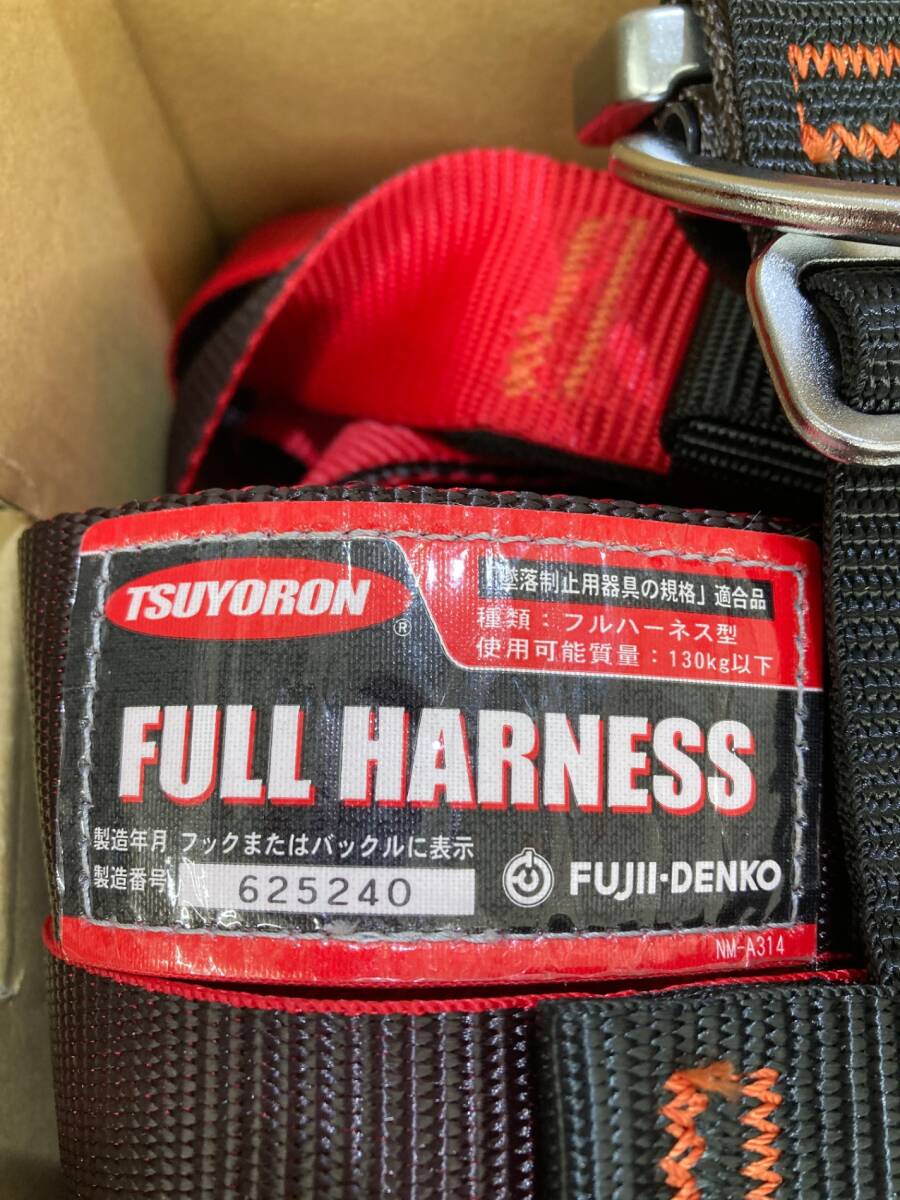 TSUYORON
®
「墜落制止用器具の規格」適合品
種類：フルハーネス型
使用可能質量：130kg以下
FULL HARNESS
製造年月 フックまたはバックルに表示
製造番号 625240
FUJII·DENKO
NM-A314